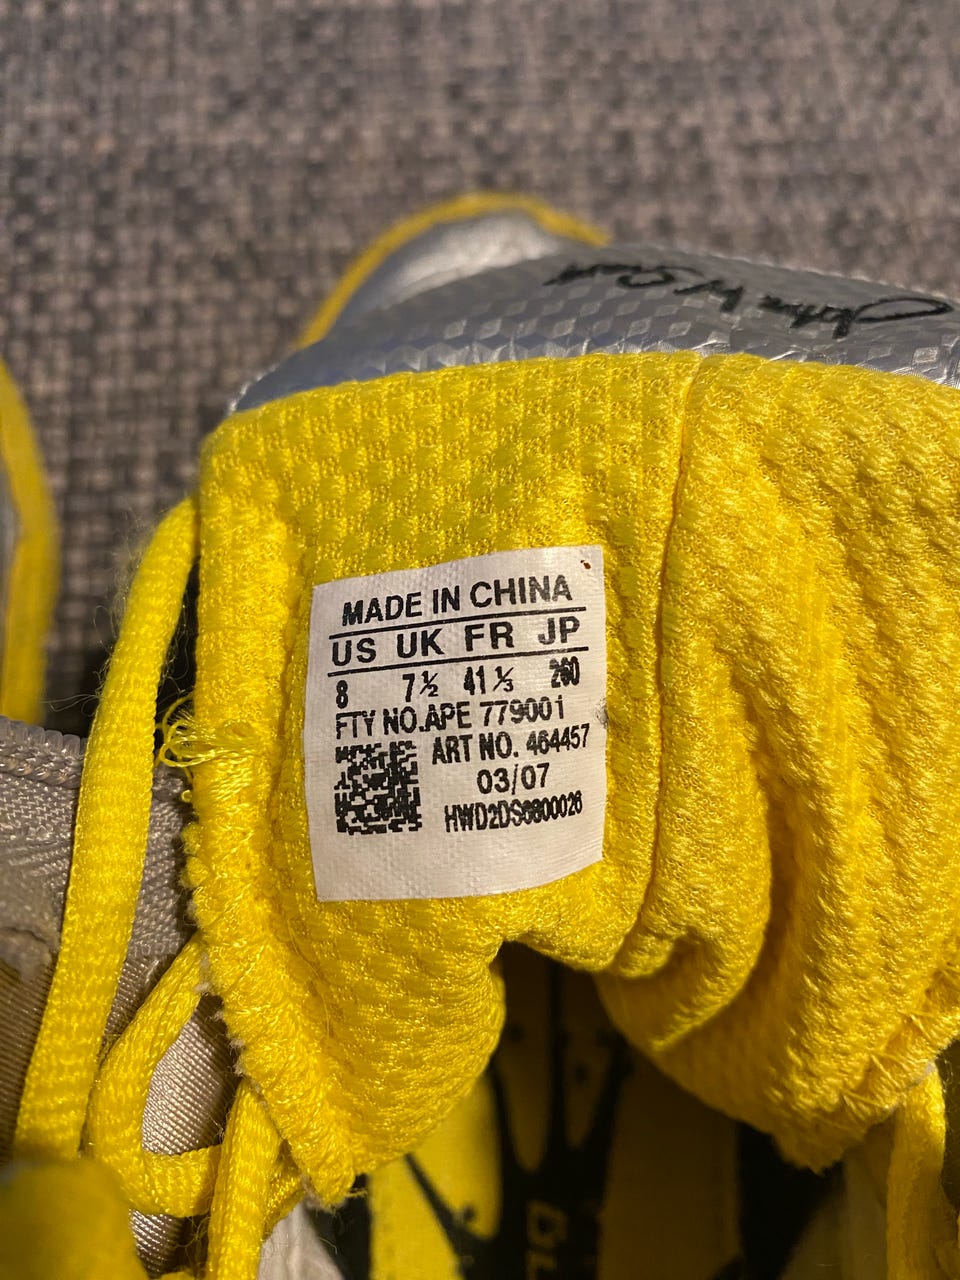 MADE IN CHINA
US UK FR JP
8 7½ 41⅓ 260
FTY NO.APE 779001
ART NO. 464457
03/07
HWD2DS6800026